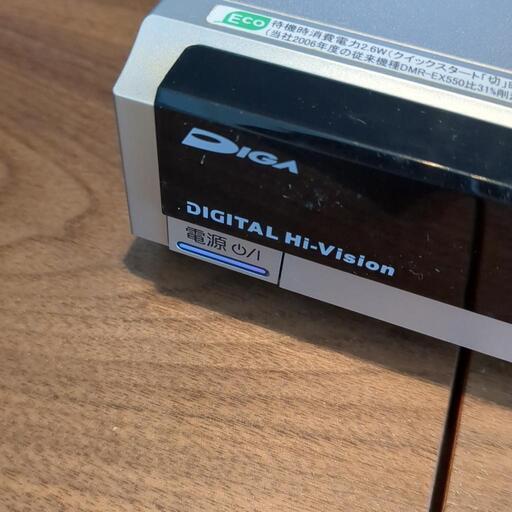 Eco 待機時消費電力2.6W(クイックスタート「切」
(当社2006年度の従来機種DMR-EX550比31%削
DIGA
DIGITAL Hi-Vision
電源 ⏻/I